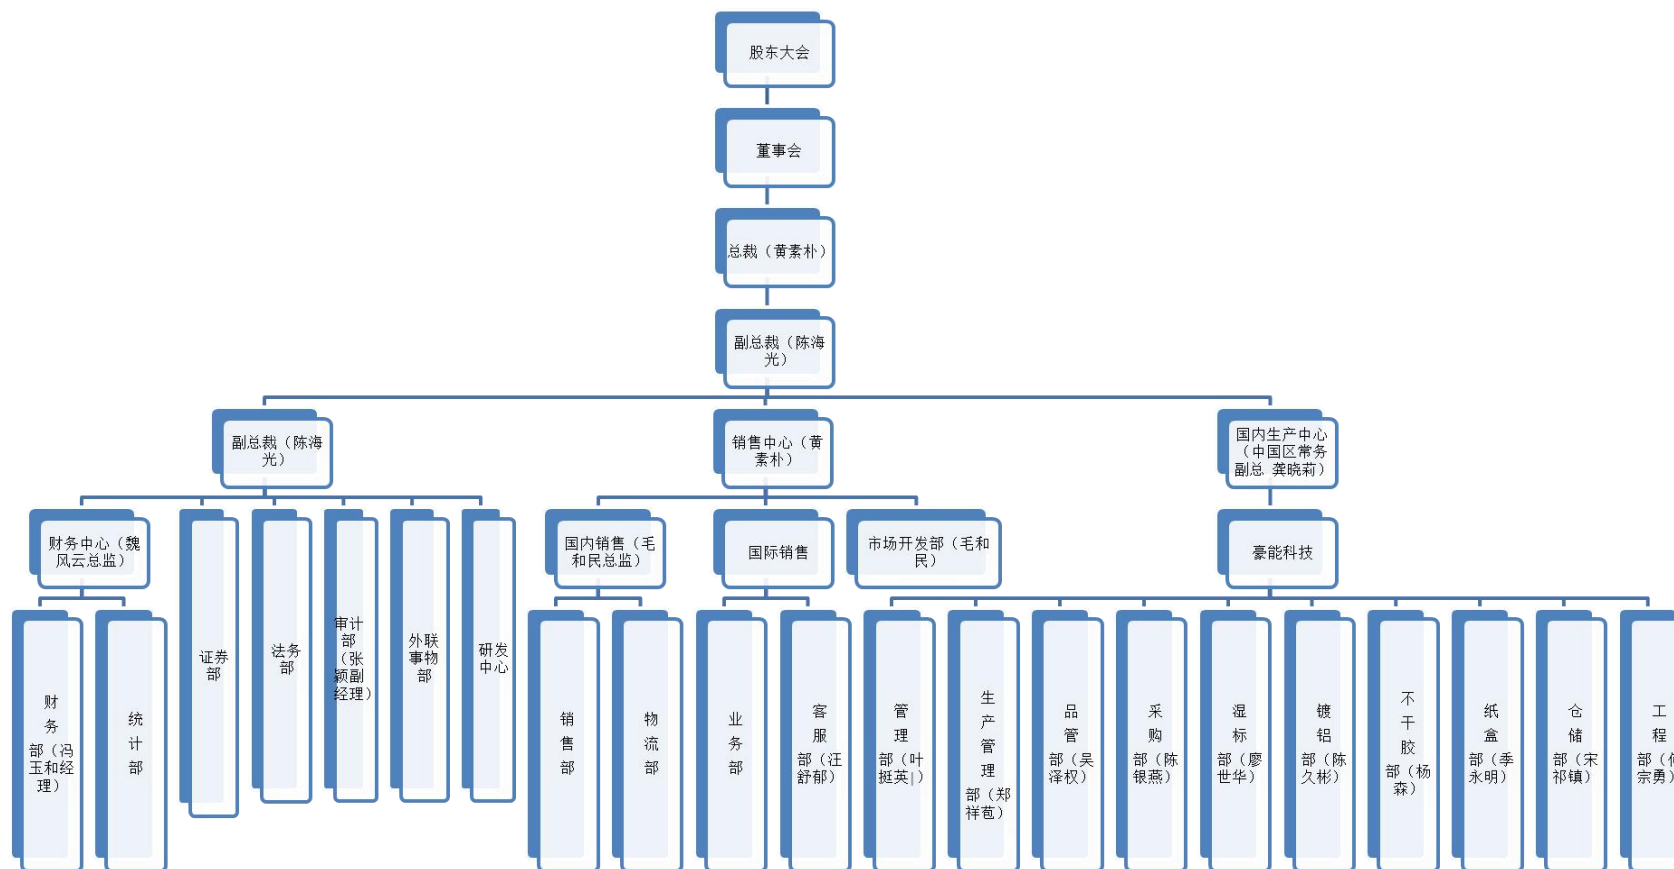 股东大会
董事会
总裁（黄素朴）
副总裁（陈海
光）
副总裁（陈海
光）
销售中心（黄
素朴）
国内生产中心
（中国区常务
副总 龚晓莉）
财务中心（魏
风云总监）
国内销售（毛
和民总监）
国际销售
市场开发部（毛和
民）
豪能科技
财
务
部（冯
玉和经
理）
统
计
部
证券
部
法务
部
审计
部
（张
颖副
经理）
外联
事物
部
研发
中心
销
售
部
物
流
部
业
务
部
客
服
部（汪
舒郁）
管
理
部（叶
挺英|）
生
产
管
理
部（郑
祥苞）
品
管
部（吴
泽权）
采
购
部（陈
银燕）
湿
标
部（廖
世华）
镀
铝
部（陈
久彬）
不
干
胶
部（杨
森）
纸
盒
部（季
永明）
仓
储
部（宋
祁镇）
工
程
部（
宗勇）